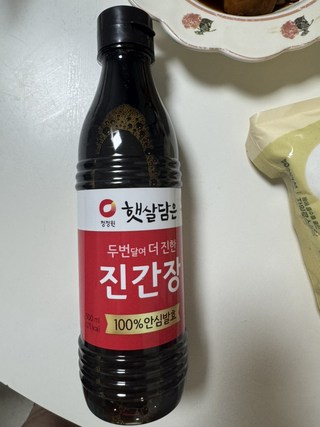 청정원
햇살담은
두번달여 더 진한
진간장
100% 안심발효